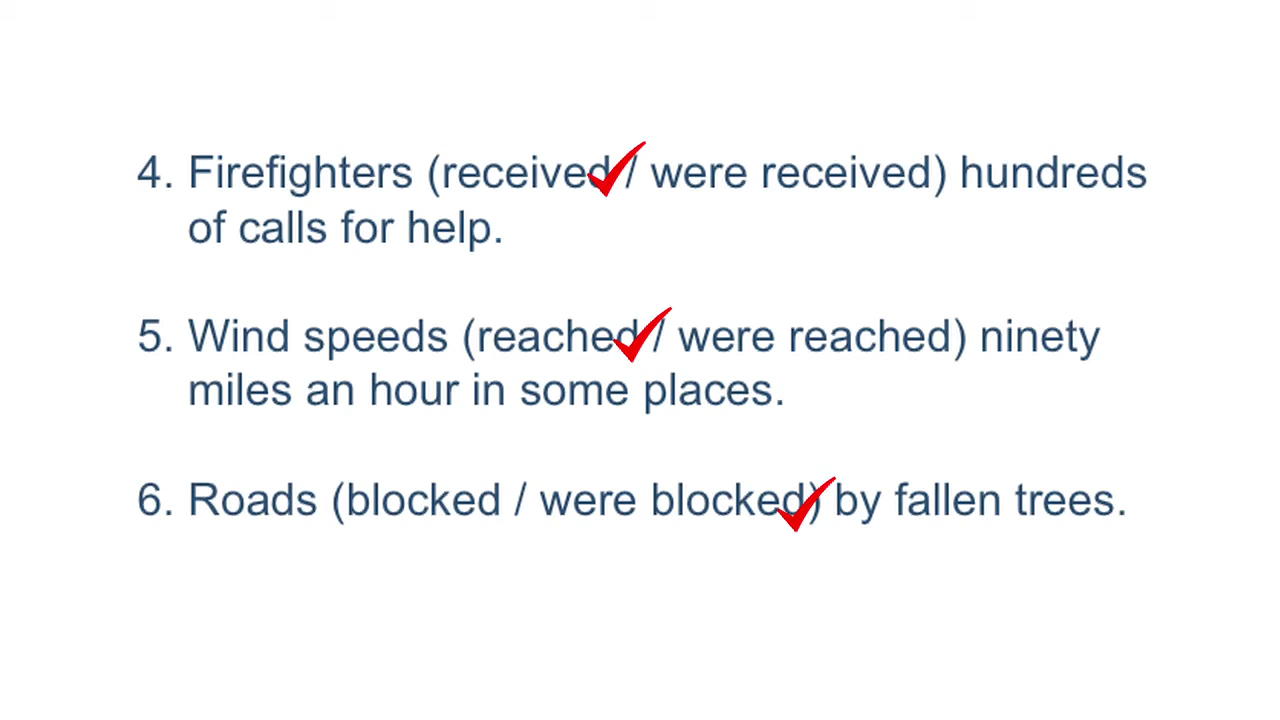 4. Firefighters (received / were received) hundreds
of calls for help.
5. Wind speeds (reached / were reached) ninety
miles an hour in some places.
6. Roads (blocked / were blocked) by fallen trees.